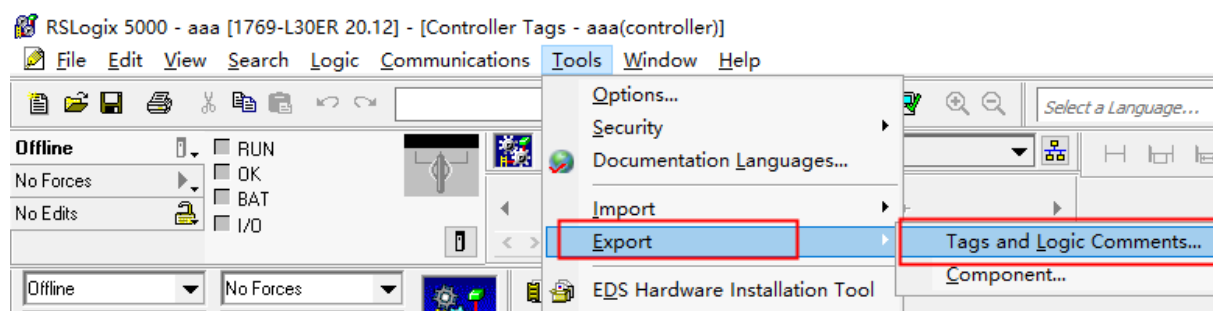 RSLogix 5000 - aaa [1769-L30ER 20.12] - [Controller Tags - aaa(controller)]
File Edit View Search Logic Communications Tools Window Help
Options...
Select a Language...
Security
Offline
RUN
Documentation Languages...
No Forces
OK
BAT
Import
No Edits
I/O
Export
Tags and Logic Comments...
Component...
Offline
No Forces
EDS Hardware Installation Tool